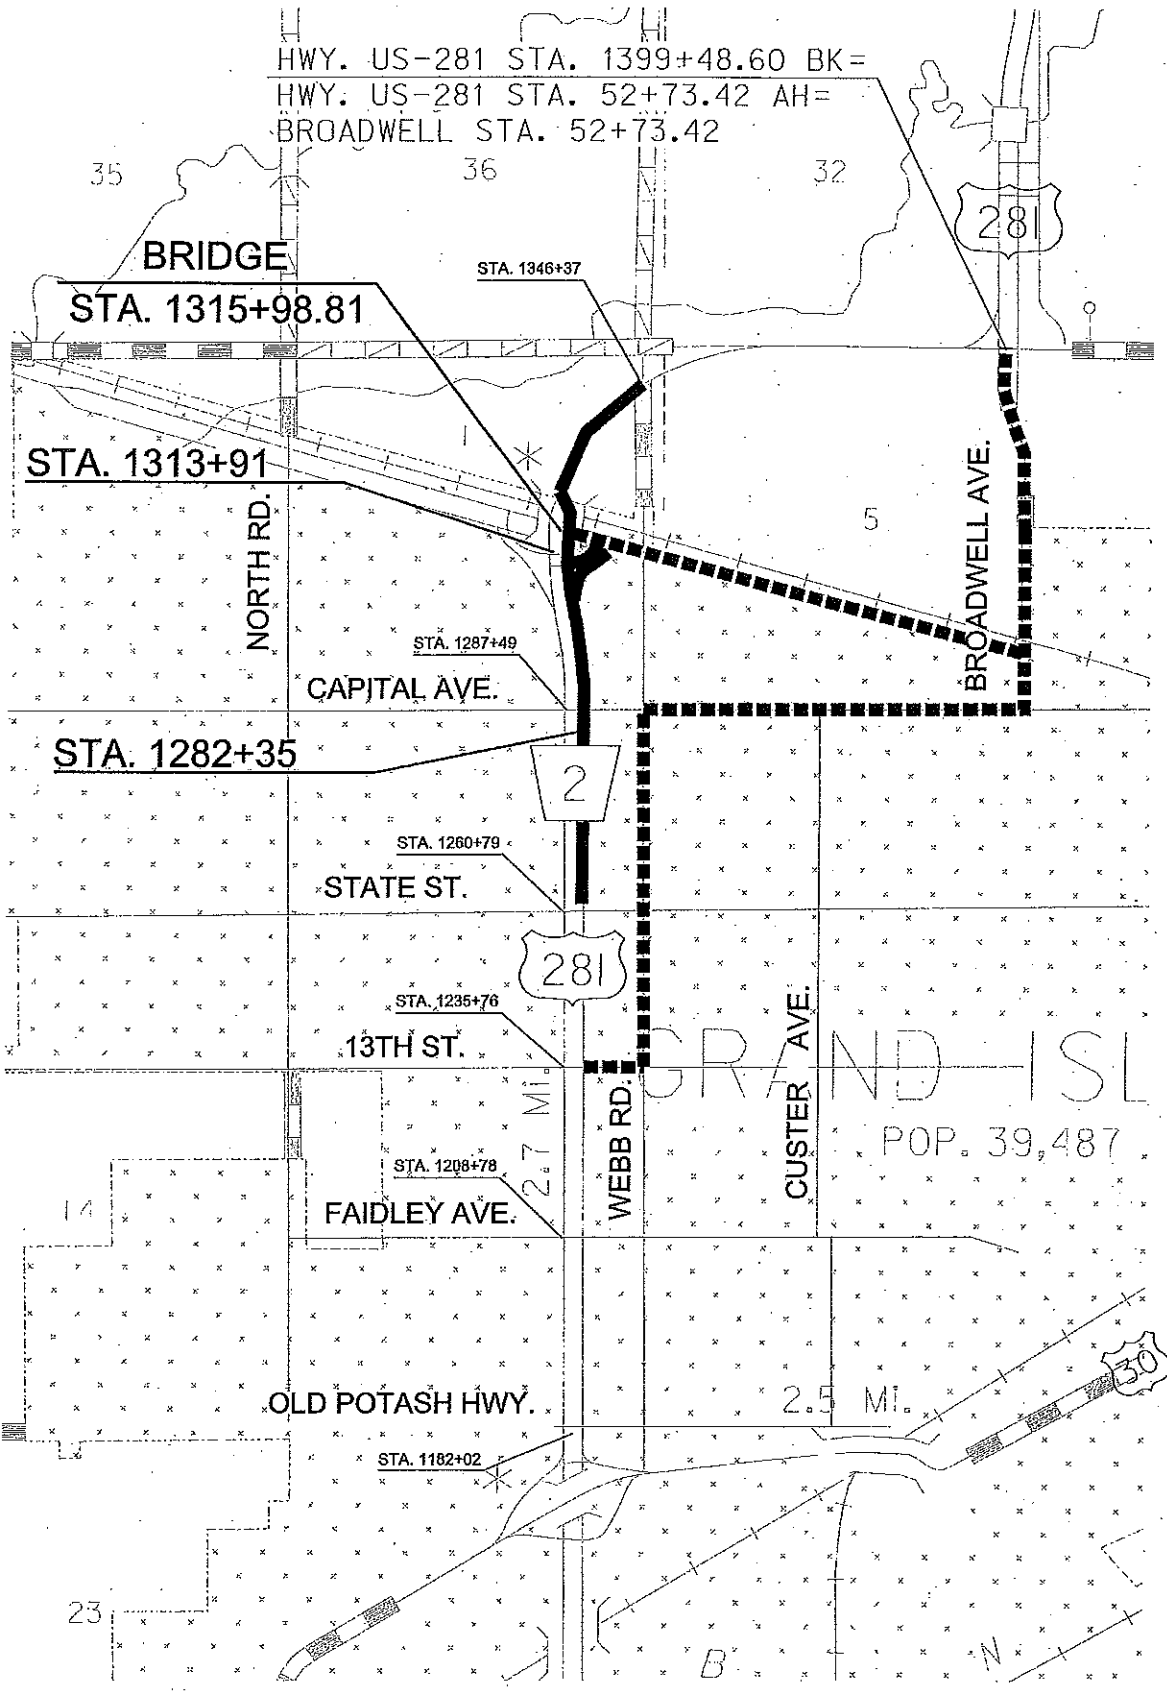 HWY. US-281 STA. 1399+48.60 BK=
HWY. US-281 STA. 52+73.42 AH=
BROADWELL STA. 52+73.42
35
36
32
281
BRIDGE
STA. 1315+98.81
STA. 1346+37
1
STA. 1313+91
NORTH RD.
5
BROADWELL AVE.
STA. 1287+49
CAPITAL AVE.
STA. 1282+35
2
STA. 1260+79
STATE ST.
281
STA. 1235+76
13TH ST.
2.7 MI.
WEBB RD.
GRAND ISL
CUSTER AVE.
POP. 39,487
STA. 1208+78
14
FAIDLEY AVE.
30
OLD POTASH HWY.
2.5 MI.
STA. 1182+02
23
B
N